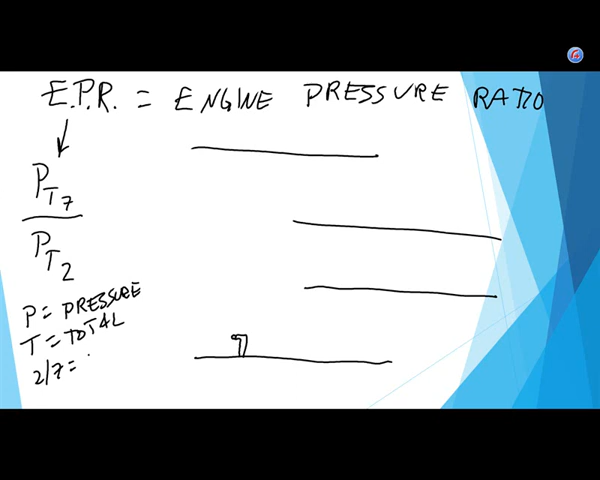 E.P.R. = ENGINE PRESSURE RATIO
PT7
PT2
P = PRESSURE
T = TOTAL
2/7 =